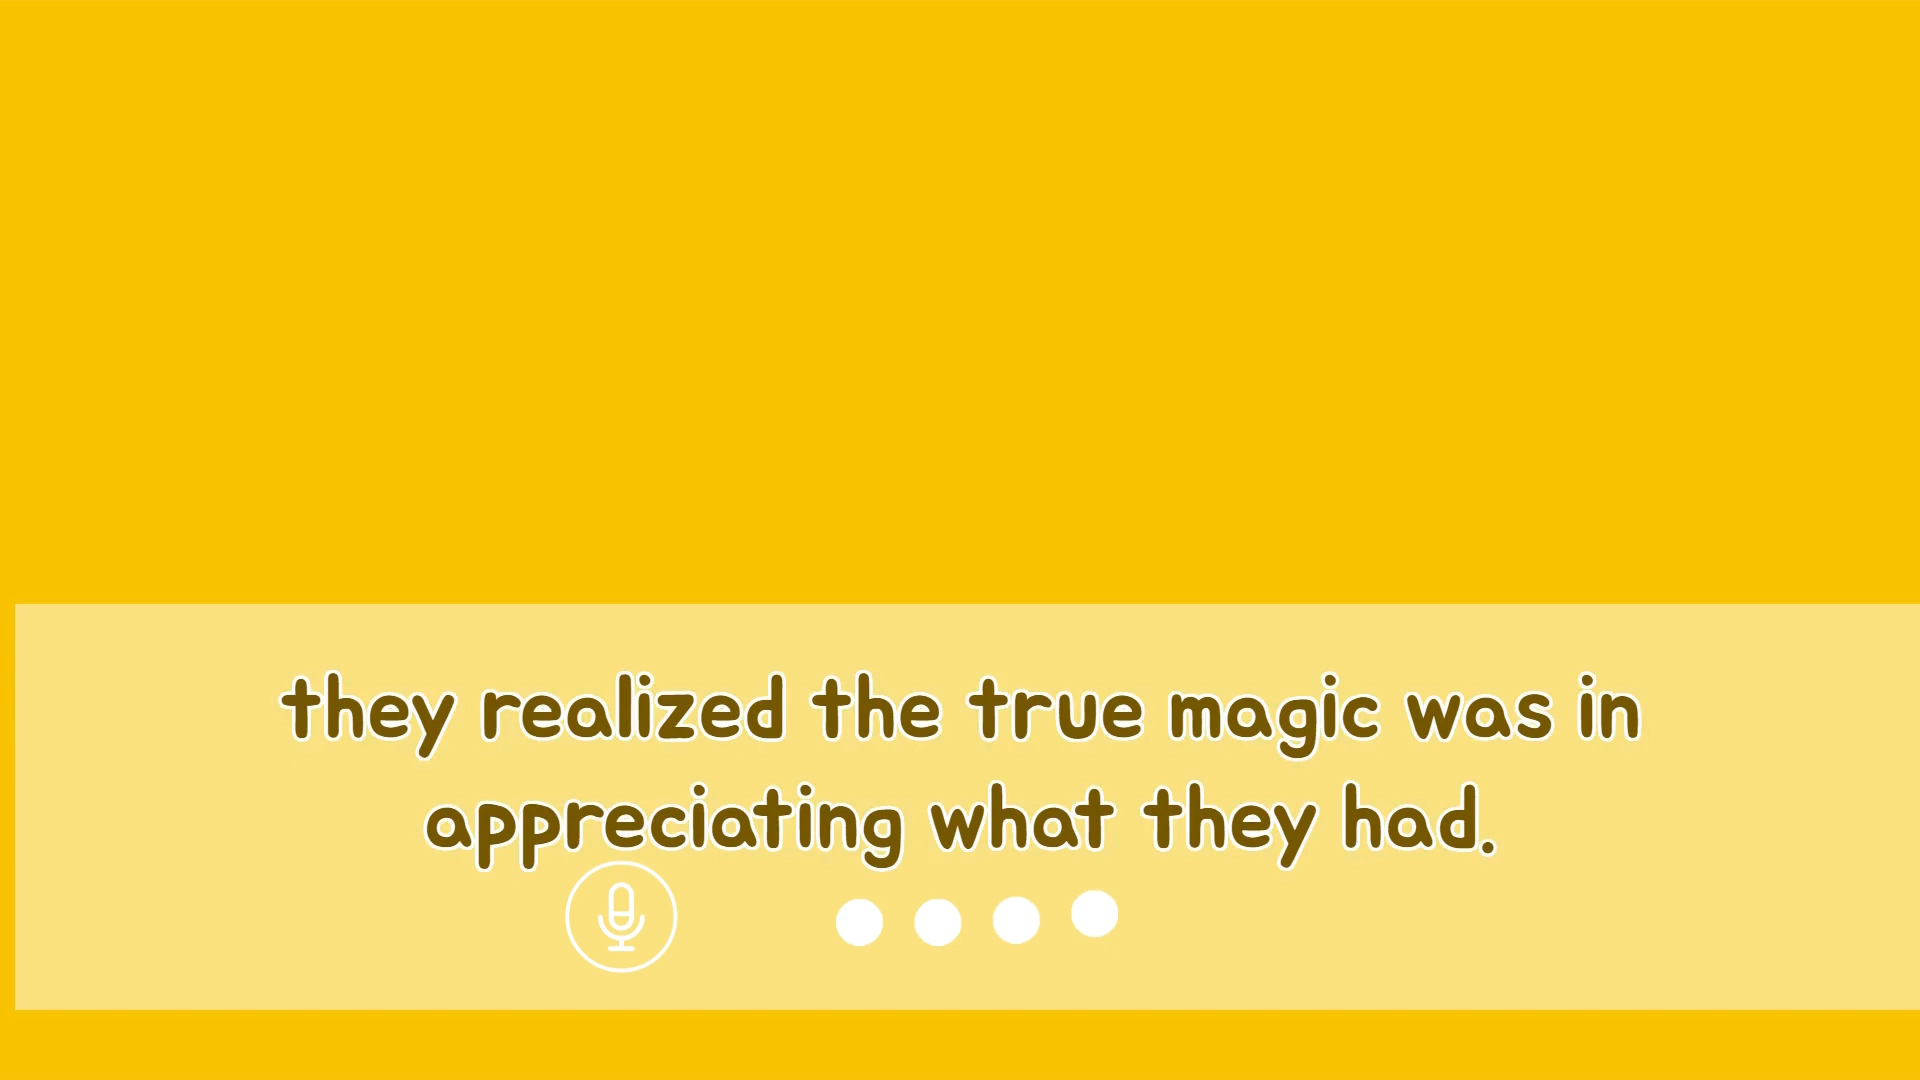 they realized the true magic was in
appreciating what they had.